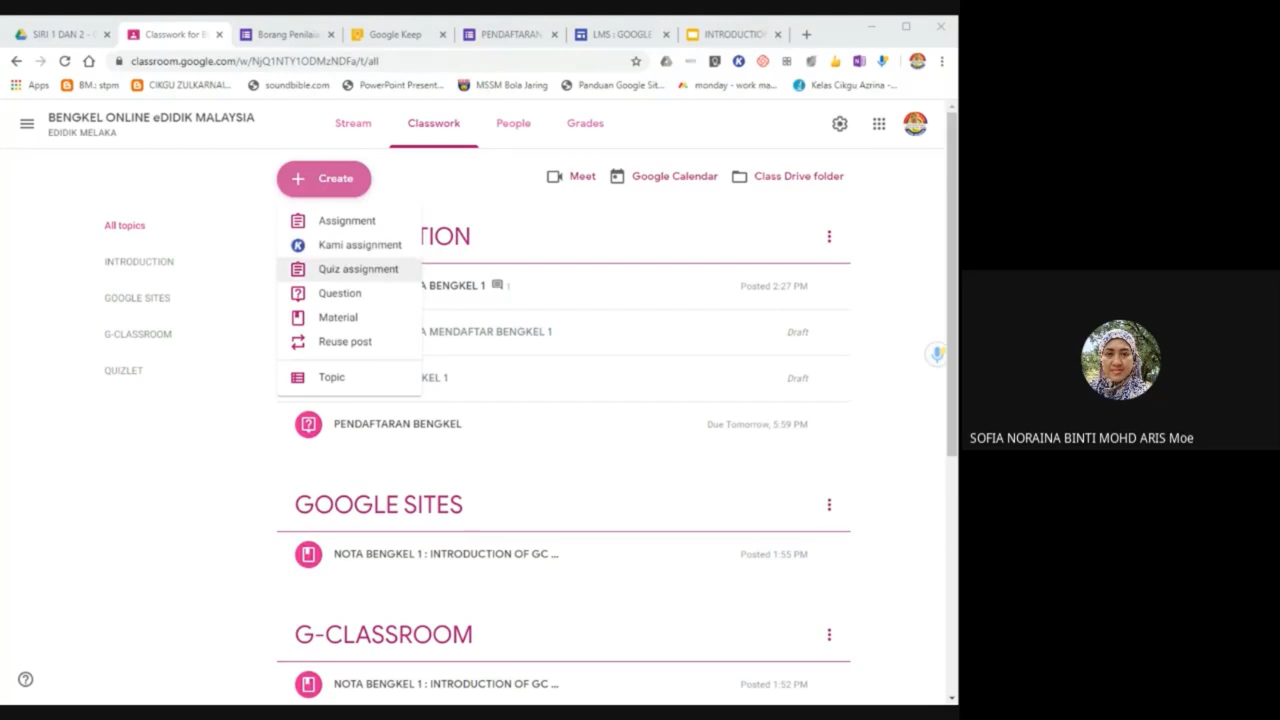 SIRI 1 DAN 2 -
Classwork for B
Borang Penilaia
Google Keep
PENDAFTARAN
LMS : GOOGLE
INTRODUCTIO
classroom.google.com/w/NjQ1NTY1ODMzNDFa/t/all
Apps
BM.: stpm
CIKGU ZULKARNAI...
soundbible.com
PowerPoint Present...
MSSM Bola Jaring
Panduan Google Sit...
monday - work ma...
Kelas Cikgu Azrina -...
BENGKEL ONLINE eDIDIK MALAYSIA
EDIDIK MELAKA
Stream
Classwork
People
Grades
Create
Meet
Google Calendar
Class Drive folder
All topics
INTRODUCTION
GOOGLE SITES
G-CLASSROOM
QUIZLET
Assignment
Kami assignment
Quiz assignment
Question
Material
Reuse post
Topic
TION
A BENGKEL 1
1
Posted 2:27 PM
A MENDAFTAR BENGKEL 1
Draft
KEL 1
Draft
PENDAFTARAN BENGKEL
Due Tomorrow, 5:59 PM
GOOGLE SITES
NOTA BENGKEL 1 : INTRODUCTION OF GC ...
Posted 1:55 PM
G-CLASSROOM
NOTA BENGKEL 1 : INTRODUCTION OF GC ...
Posted 1:52 PM
SOFIA NORAINA BINTI MOHD ARIS Moe